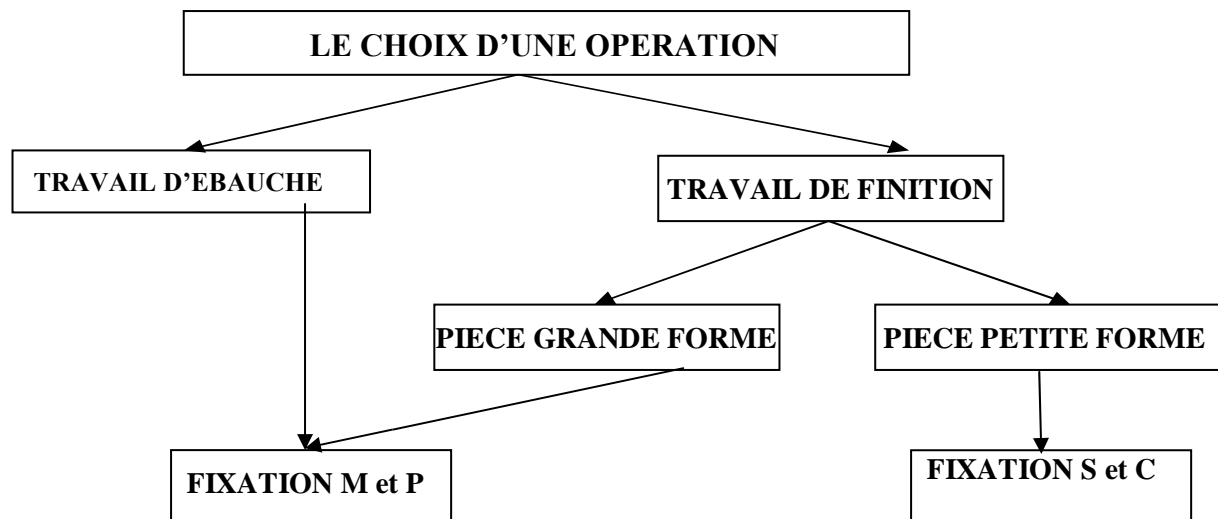 LE CHOIX D’UNE OPERATION
TRAVAIL D’EBAUCHE
TRAVAIL DE FINITION
PIECE GRANDE FORME
PIECE PETITE FORME
FIXATION M et P
FIXATION S et C